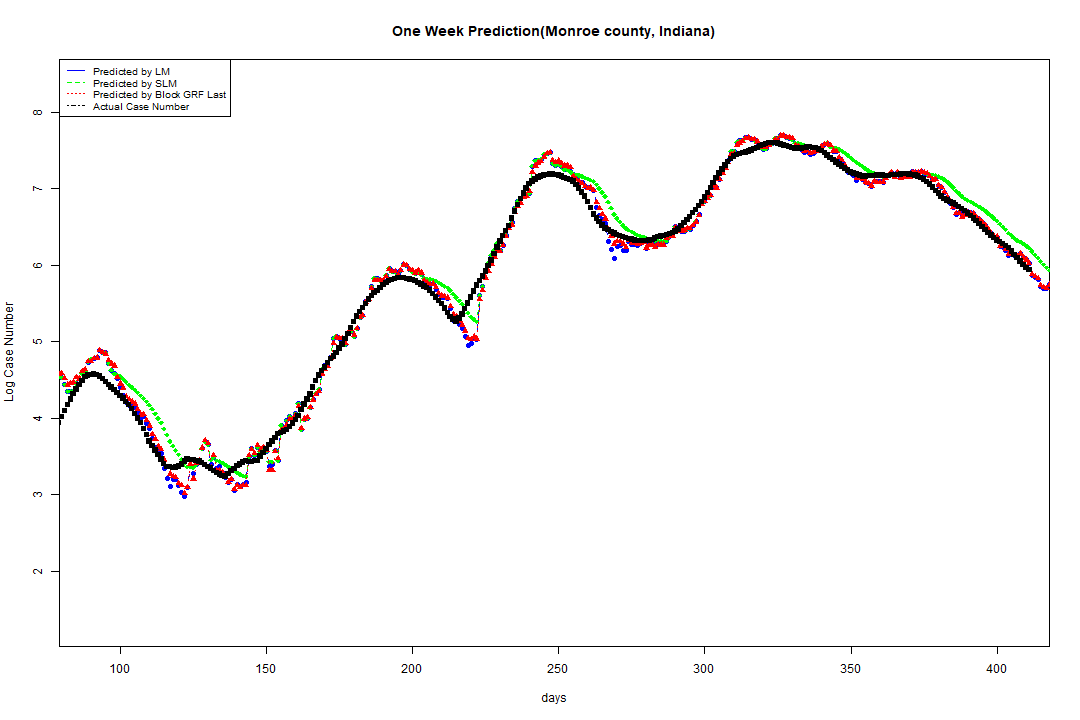 One Week Prediction(Monroe county, Indiana)
Predicted by LM
Predicted by SLM
Predicted by Block GRF Last
Actual Case Number
8
7
6
5
4
3
2
Log Case Number
100 150 200 250 300 350 400
days